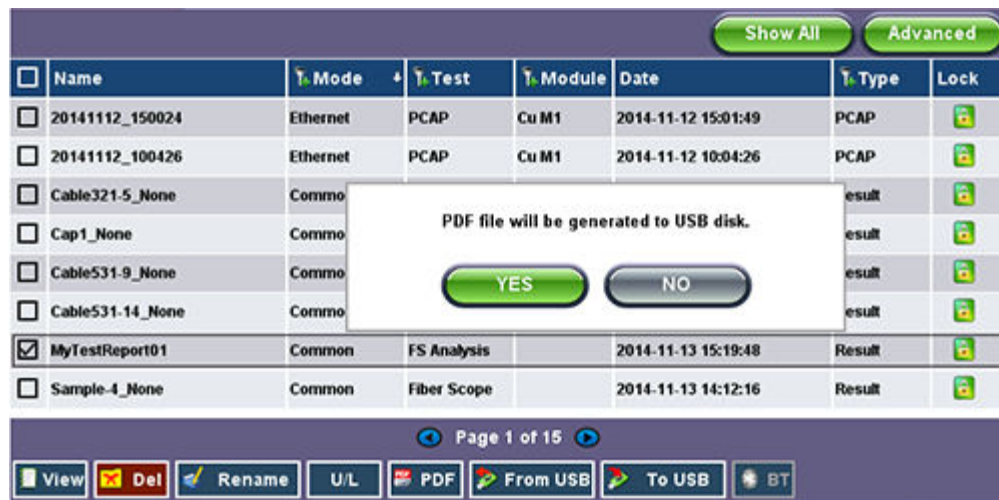 Show All Advanced
Name Mode Test Module Date Type Lock
20141112_150024 Ethernet PCAP Cu M1 2014-11-12 15:01:49 PCAP
20141112_100426 Ethernet PCAP Cu M1 2014-11-12 10:04:26 PCAP
Cable321-5_None Commo esult
Cap1_None Commo esult
Cable531-9_None Commo esult
Cable531-14_None Commo esult
PDF file will be generated to USB disk.
YES NO
MyTestReport01 Common FS Analysis 2014-11-13 15:19:48 Result
Sample-4_None Common Fiber Scope 2014-11-13 14:12:16 Result
Page 1 of 15
View Del Rename U/L PDF From USB To USB BT